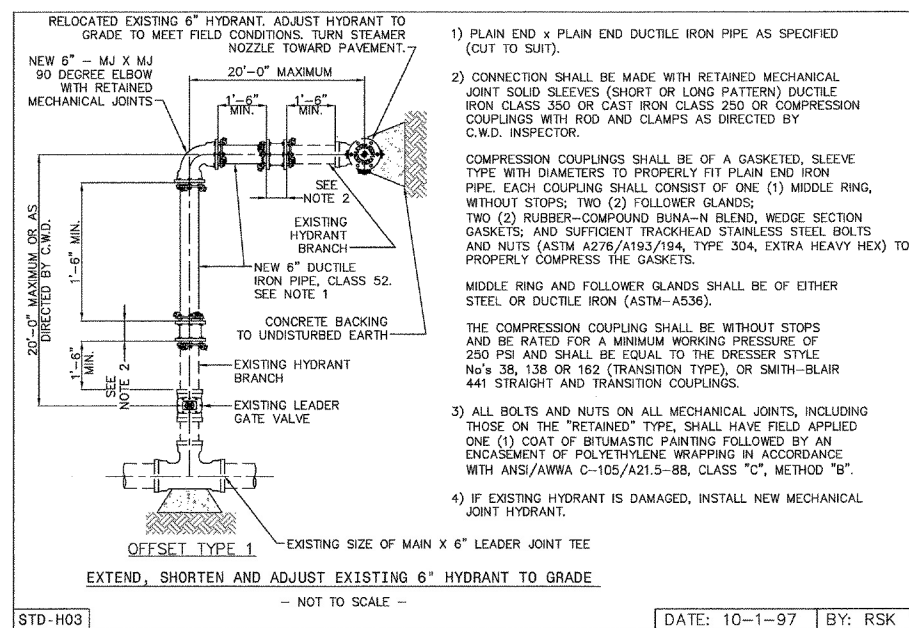 RELOCATED EXISTING 6" HYDRANT. ADJUST HYDRANT TO
GRADE TO MEET FIELD CONDITIONS. TURN STEAMER
NOZZLE TOWARD PAVEMENT.
NEW 6" - MJ X MJ
90 DEGREE ELBOW
WITH RETAINED
MECHANICAL JOINTS
20'-0" MAXIMUM
1'-6"
MIN.
1'-6"
MIN.
SEE
NOTE 2
EXISTING
HYDRANT
BRANCH
20'-0" MAXIMUM OR AS
DIRECTED BY C.W.D.
1'-6" MIN.
NEW 6" DUCTILE
IRON PIPE, CLASS 52.
SEE NOTE 1
CONCRETE BACKING
TO UNDISTURBED EARTH
1'-6"
MIN.
SEE
NOTE 2
EXISTING HYDRANT
BRANCH
EXISTING LEADER
GATE VALVE
OFFSET TYPE 1
EXISTING SIZE OF MAIN X 6" LEADER JOINT TEE
1) PLAIN END x PLAIN END DUCTILE IRON PIPE AS SPECIFIED
(CUT TO SUIT).
2) CONNECTION SHALL BE MADE WITH RETAINED MECHANICAL
JOINT SOLID SLEEVES (SHORT OR LONG PATTERN) DUCTILE
IRON CLASS 350 OR CAST IRON CLASS 250 OR COMPRESSION
COUPLINGS WITH ROD AND CLAMPS AS DIRECTED BY
C.W.D. INSPECTOR.
COMPRESSION COUPLINGS SHALL BE OF A GASKETED, SLEEVE
TYPE WITH DIAMETERS TO PROPERLY FIT PLAIN END IRON
PIPE. EACH COUPLING SHALL CONSIST OF ONE (1) MIDDLE RING,
WITHOUT STOPS; TWO (2) FOLLOWER GLANDS;
TWO (2) RUBBER-COMPOUND BUNA-N BLEND, WEDGE SECTION
GASKETS; AND SUFFICIENT TRACKHEAD STAINLESS STEEL BOLTS
AND NUTS (ASTM A276/A193/194, TYPE 304, EXTRA HEAVY HEX) TO
PROPERLY COMPRESS THE GASKETS.
MIDDLE RING AND FOLLOWER GLANDS SHALL BE OF EITHER
STEEL OR DUCTILE IRON (ASTM-A536).
THE COMPRESSION COUPLING SHALL BE WITHOUT STOPS
AND BE RATED FOR A MINIMUM WORKING PRESSURE OF
250 PSI AND SHALL BE EQUAL TO THE DRESSER STYLE
No's 38, 138 OR 162 (TRANSITION TYPE), OR SMITH-BLAIR
441 STRAIGHT AND TRANSITION COUPLINGS.
3) ALL BOLTS AND NUTS ON ALL MECHANICAL JOINTS, INCLUDING
THOSE ON THE "RETAINED" TYPE, SHALL HAVE FIELD APPLIED
ONE (1) COAT OF BITUMASTIC PAINTING FOLLOWED BY AN
ENCASEMENT OF POLYETHYLENE WRAPPING IN ACCORDANCE
WITH ANSI/AWWA C-105/A21.5-88, CLASS "C", METHOD "B".
4) IF EXISTING HYDRANT IS DAMAGED, INSTALL NEW MECHANICAL
JOINT HYDRANT.
EXTEND, SHORTEN AND ADJUST EXISTING 6" HYDRANT TO GRADE
- NOT TO SCALE -
STD-H03
DATE: 10-1-97
BY: RSK